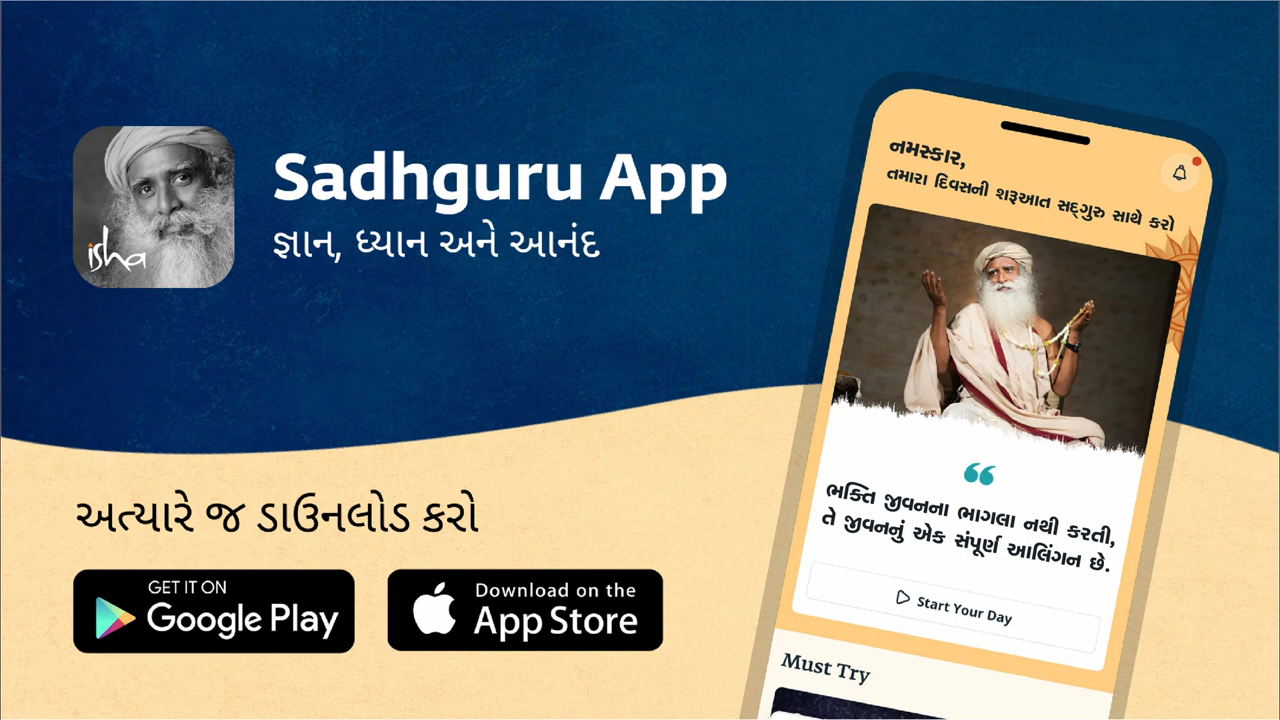 isha
Sadhguru App
જ્ઞાન, ધ્યાન અને આનંદ
અત્યારે જ ડાઉનલોડ કરો
GET IT ON
Google Play
Download on the
App Store
નમસ્કાર,
તમારા દિવસની શરૂઆત સદ્‌ગુરુ સાથે કરો
ભક્તિ જીવનના ભાગલા નથી કરતી,
તે જીવનનું એક સંપૂર્ણ આલિંગન છે.
Start Your Day
Must Try